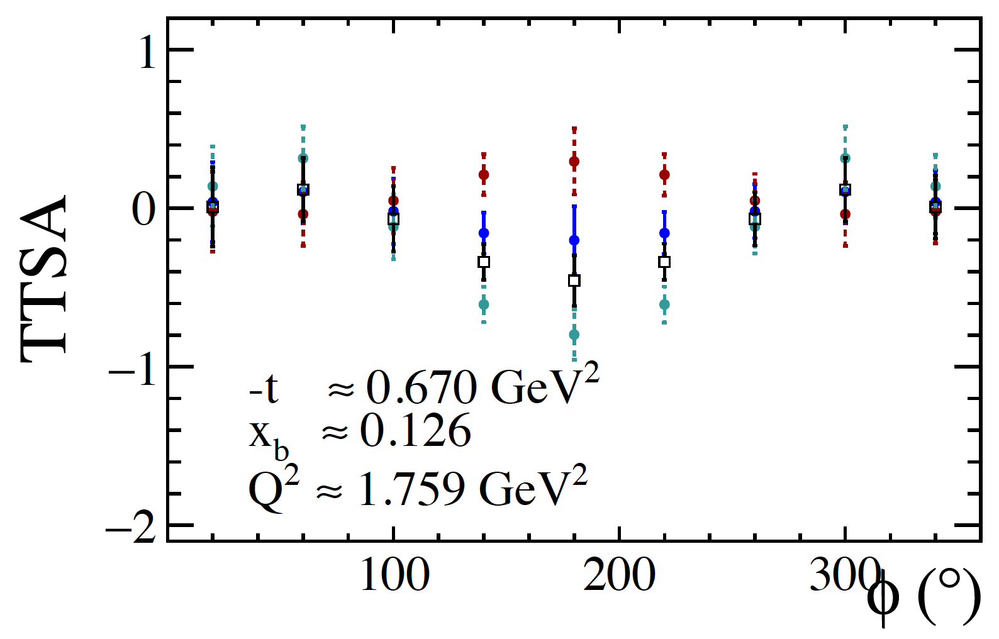 1
0
−1
−2
TTSA
-t ≈ 0.670 GeV²
x_b ≈ 0.126
Q² ≈ 1.759 GeV²
100 200 300
ϕ (°)